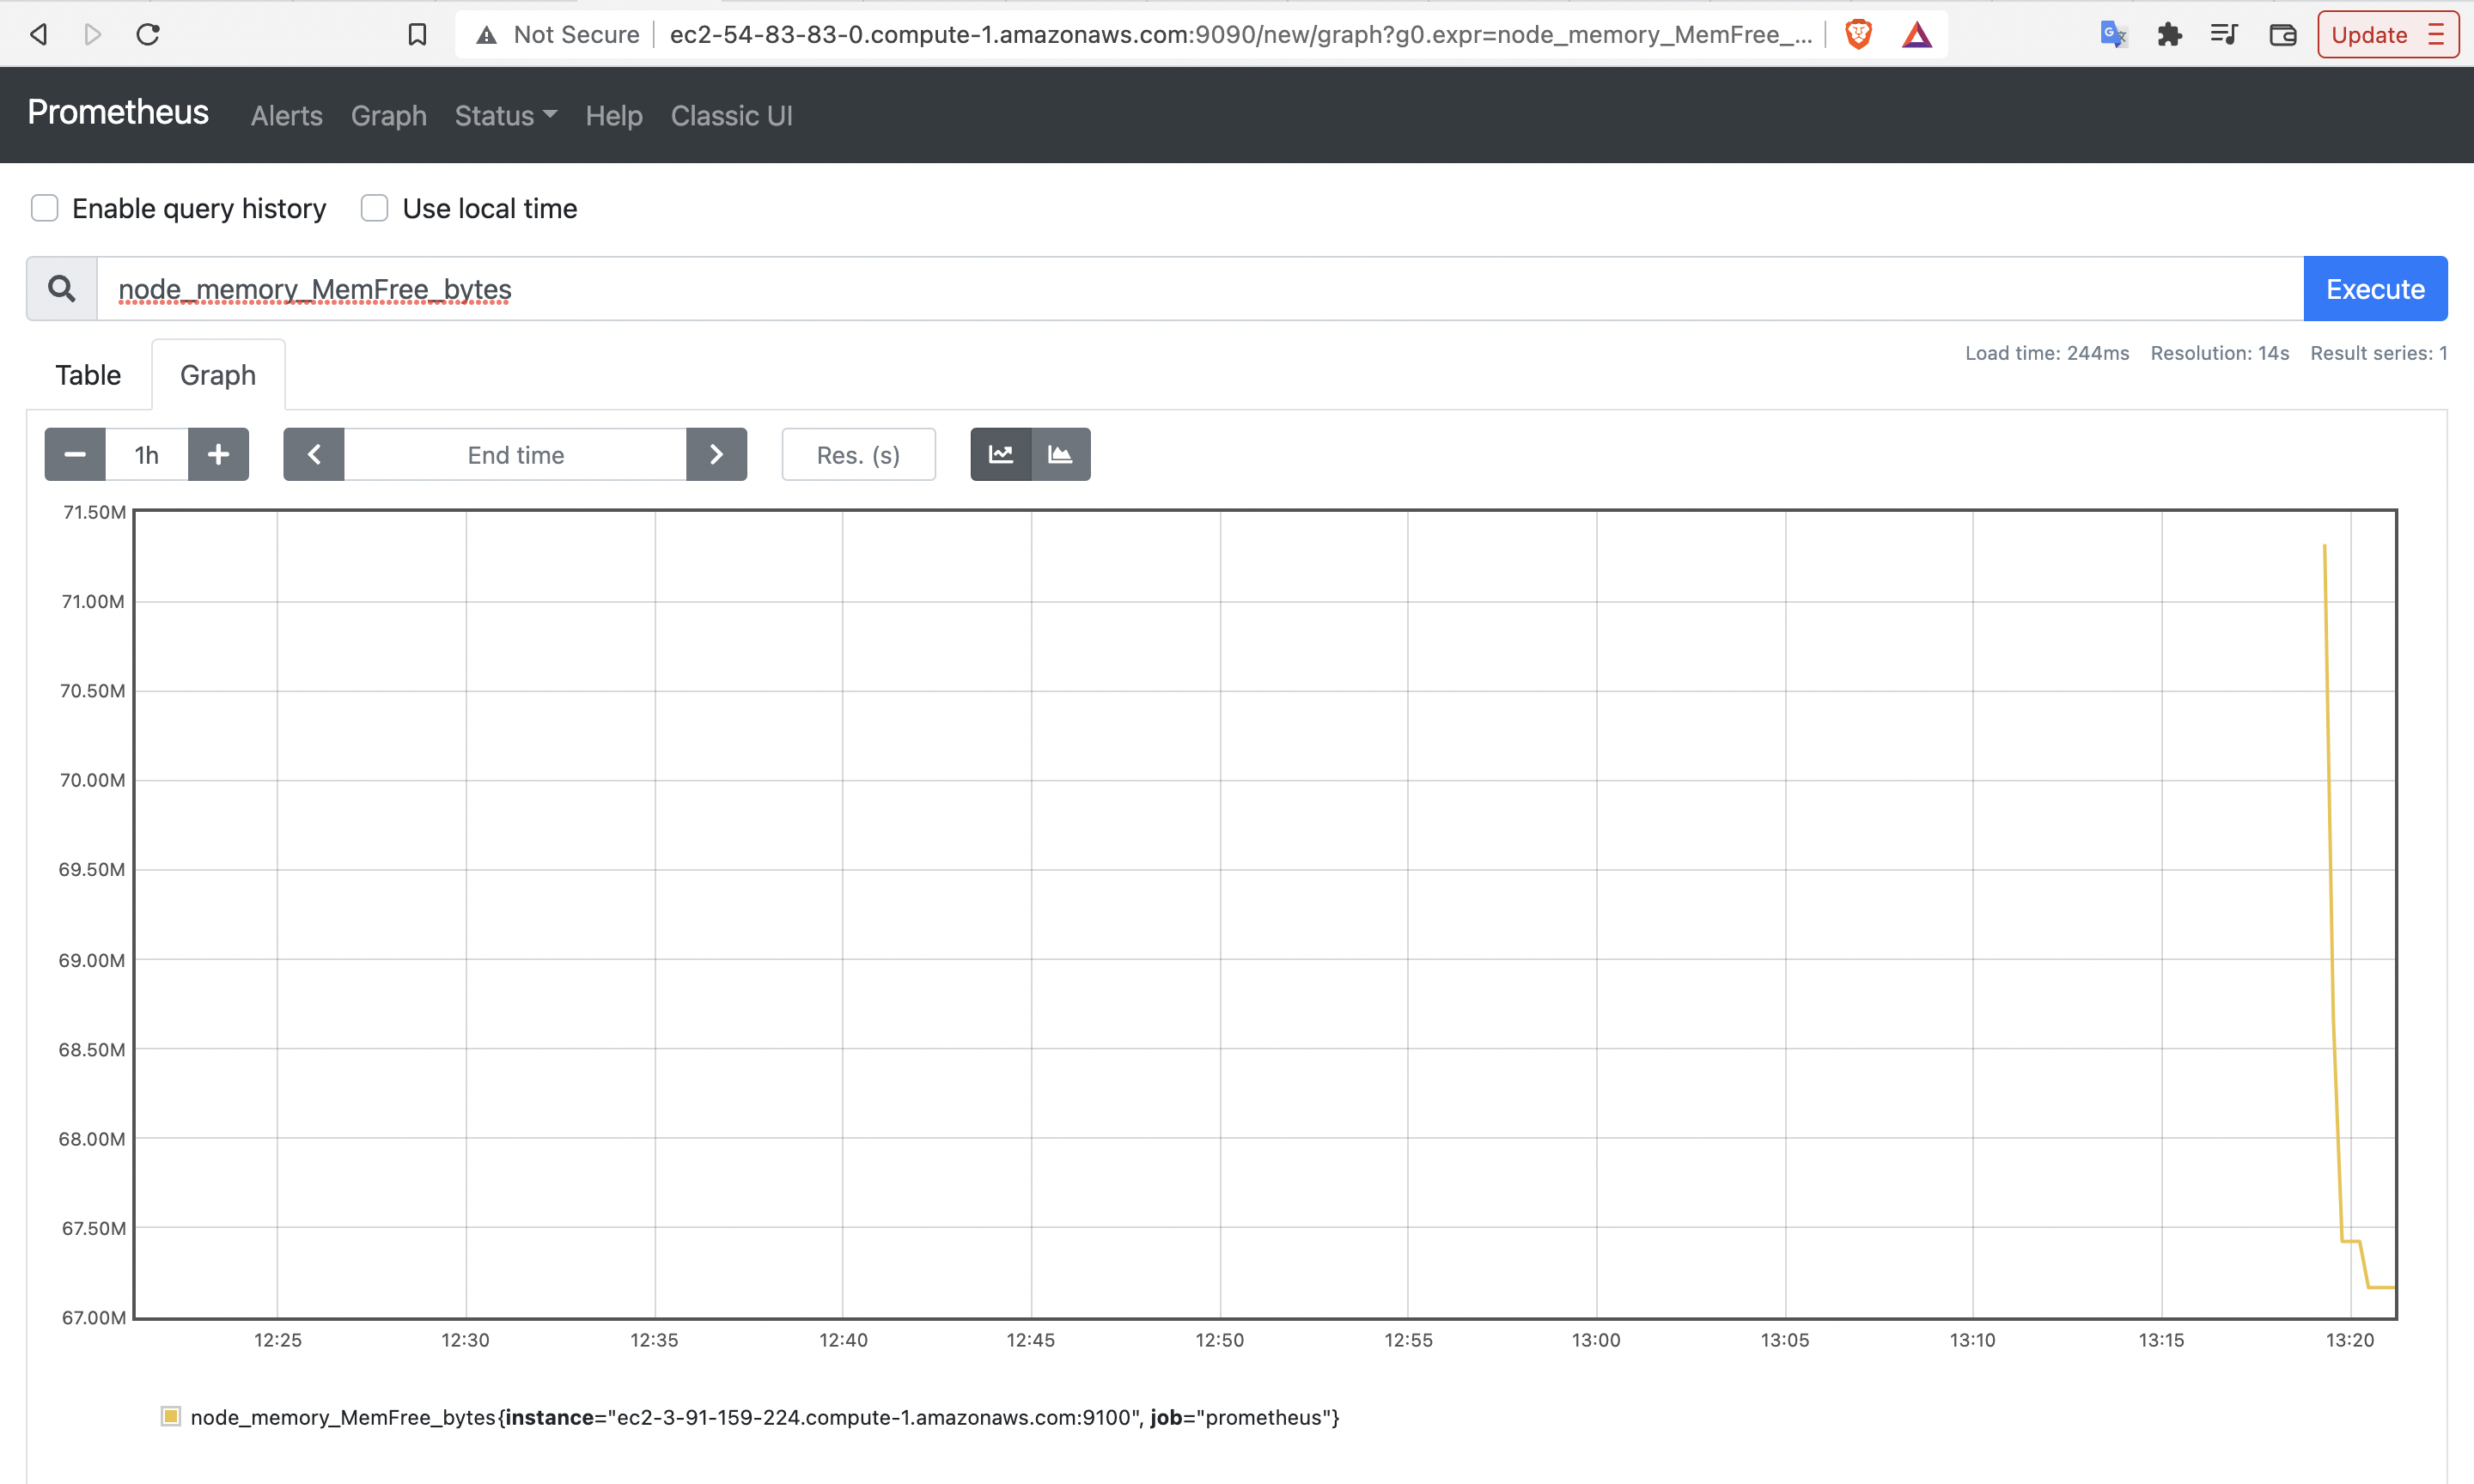 Not Secure ec2-54-83-83-0.compute-1.amazonaws.com:9090/new/graph?g0.expr=node_memory_MemFree_... Update
Prometheus Alerts Graph Status Help Classic UI
Enable query history Use local time
node_memory_MemFree_bytes Execute
Load time: 244ms Resolution: 14s Result series: 1
Table Graph
1h End time Res. (s)
71.50M
71.00M
70.50M
70.00M
69.50M
69.00M
68.50M
68.00M
67.50M
67.00M
12:25 12:30 12:35 12:40 12:45 12:50 12:55 13:00 13:05 13:10 13:15 13:20
node_memory_MemFree_bytes{instance="ec2-3-91-159-224.compute-1.amazonaws.com:9100", job="prometheus"}